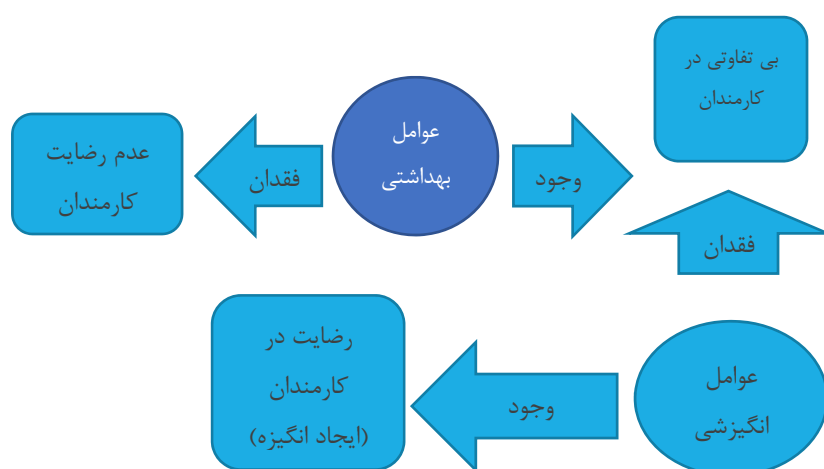 بی تفاوتی در
کارمندان
عوامل
بهداشتی
وجود
فقدان
عدم رضایت
کارمندان
فقدان
عوامل
انگیزشی
وجود
رضایت در
کارمندان
(ایجاد انگیزه)